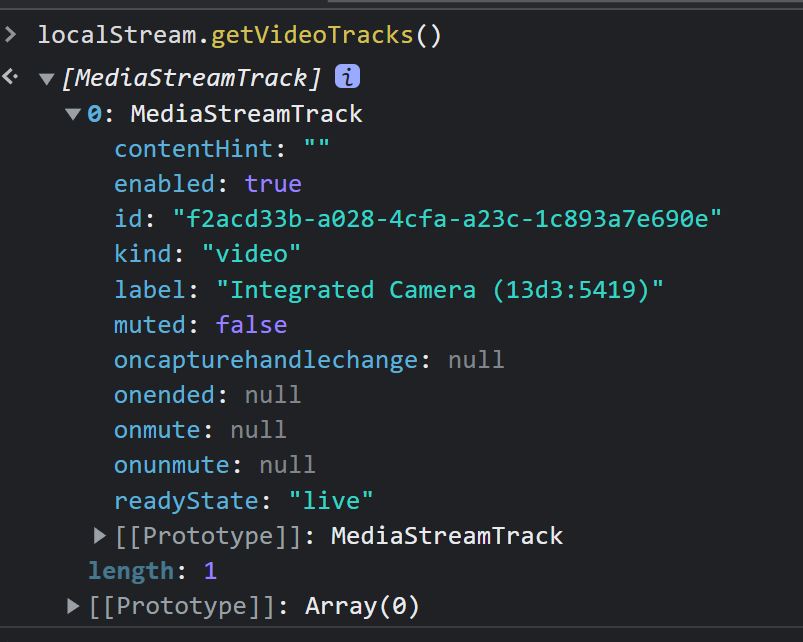 localStream.getVideoTracks()
[MediaStreamTrack] i
0: MediaStreamTrack
contentHint: ""
enabled: true
id: "f2acd33b-a028-4cfa-a23c-1c893a7e690e"
kind: "video"
label: "Integrated Camera (13d3:5419)"
muted: false
oncapturehandlechange: null
onended: null
onmute: null
onunmute: null
readyState: "live"
[[Prototype]]: MediaStreamTrack
length: 1
[[Prototype]]: Array(0)